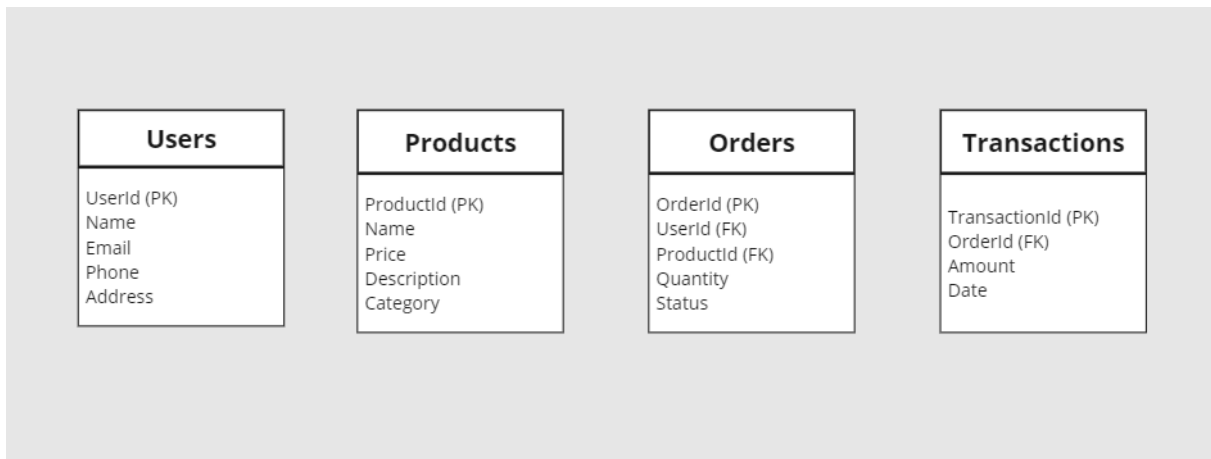 Users
UserId (PK)
Name
Email
Phone
Address
Products
ProductId (PK)
Name
Price
Description
Category
Orders
OrderId (PK)
UserId (FK)
ProductId (FK)
Quantity
Status
Transactions
TransactionId (PK)
OrderId (FK)
Amount
Date